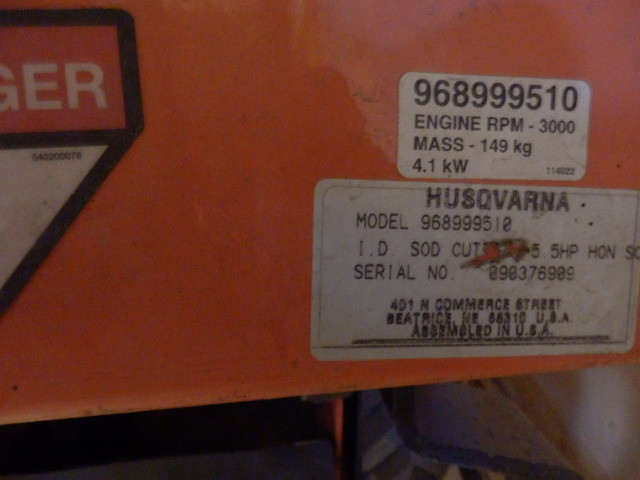 GER
540200076
968999510
ENGINE RPM - 3000
MASS - 149 kg
4.1 kW
114022
HUSQVARNA
MODEL 968999510
I.D. SOD 5.5HP HON
SERIAL NO. 090376909
401 N COMMERCE STREET
BEATRICE, NE 68310 U.S.A
ASSEMBLED IN U.S.A.